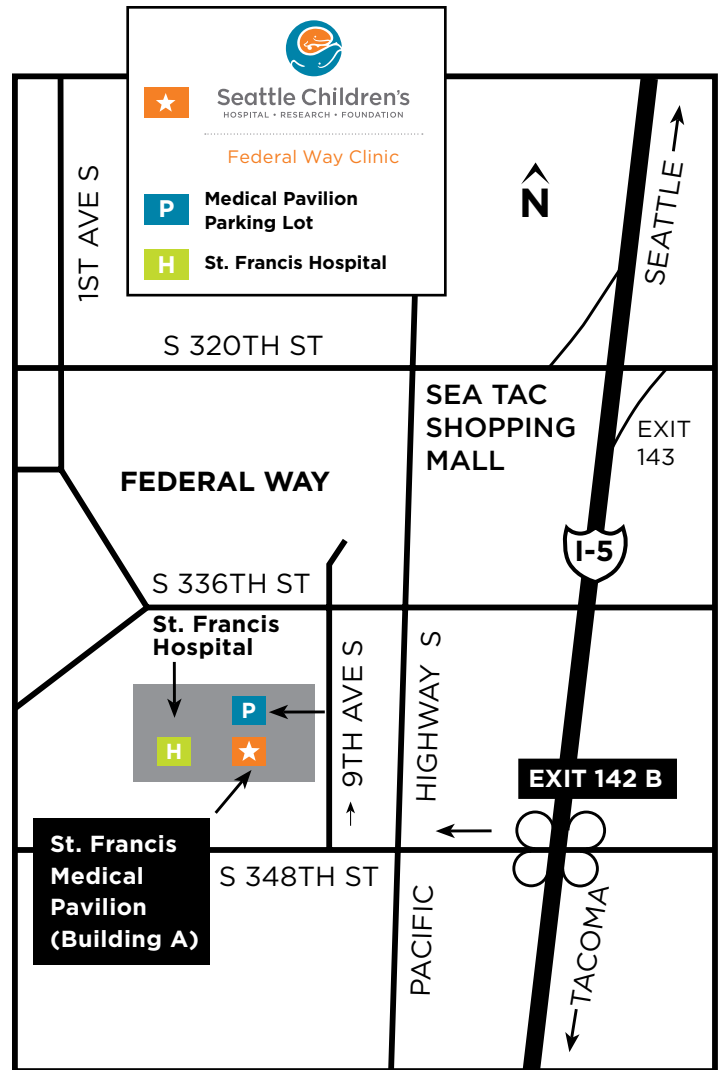 Seattle Children's
HOSPITAL • RESEARCH • FOUNDATION
Federal Way Clinic
P
Medical Pavilion
Parking Lot
H
St. Francis Hospital
1ST AVE S
N
SEATTLE
S 320TH ST
SEA TAC
SHOPPING
MALL
EXIT
143
FEDERAL WAY
I-5
S 336TH ST
St. Francis
Hospital
P
H
9TH AVE S
HIGHWAY S
EXIT 142 B
St. Francis
Medical
Pavilion
(Building A)
S 348TH ST
PACIFIC
TACOMA